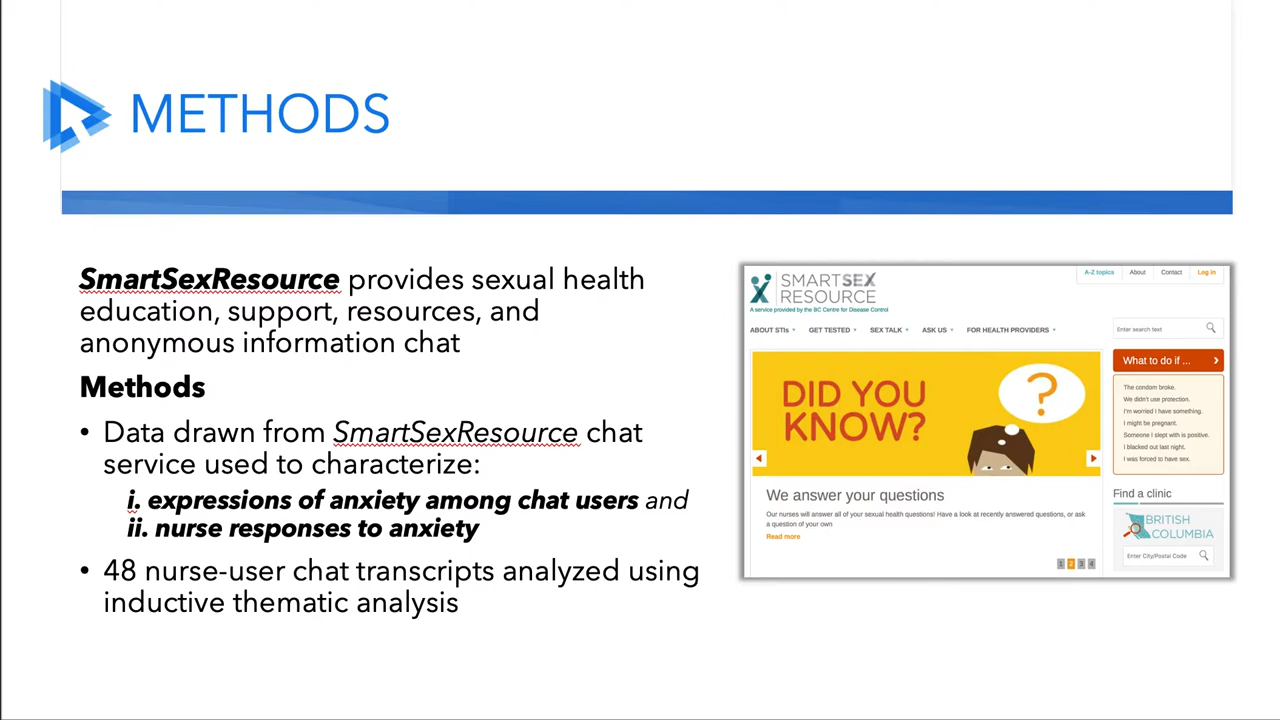 METHODS
SmartSexResource provides sexual health
education, support, resources, and
anonymous information chat
Methods
• Data drawn from SmartSexResource chat
service used to characterize:
i. expressions of anxiety among chat users and
ii. nurse responses to anxiety
• 48 nurse-user chat transcripts analyzed using
inductive thematic analysis
A-Z topics About Contact Log in
SMARTSEX
RESOURCE
A service provided by the BC Centre for Disease Control
ABOUT STIs GET TESTED SEX TALK ASK US FOR HEALTH PROVIDERS
Enter search text
DID YOU
KNOW?
?
What to do if ...
The condom broke.
We didn't use protection.
I'm worried I have something.
I might be pregnant.
Someone I slept with is positive.
I blacked out last night.
I was forced to have sex.
We answer your questions
Our nurses will answer all of your sexual health questions! Have a look at recently answered questions, or ask
a question of your own
Read more
1 2 3 4
Find a clinic
BRITISH
COLUMBIA
Enter City/Postal Code